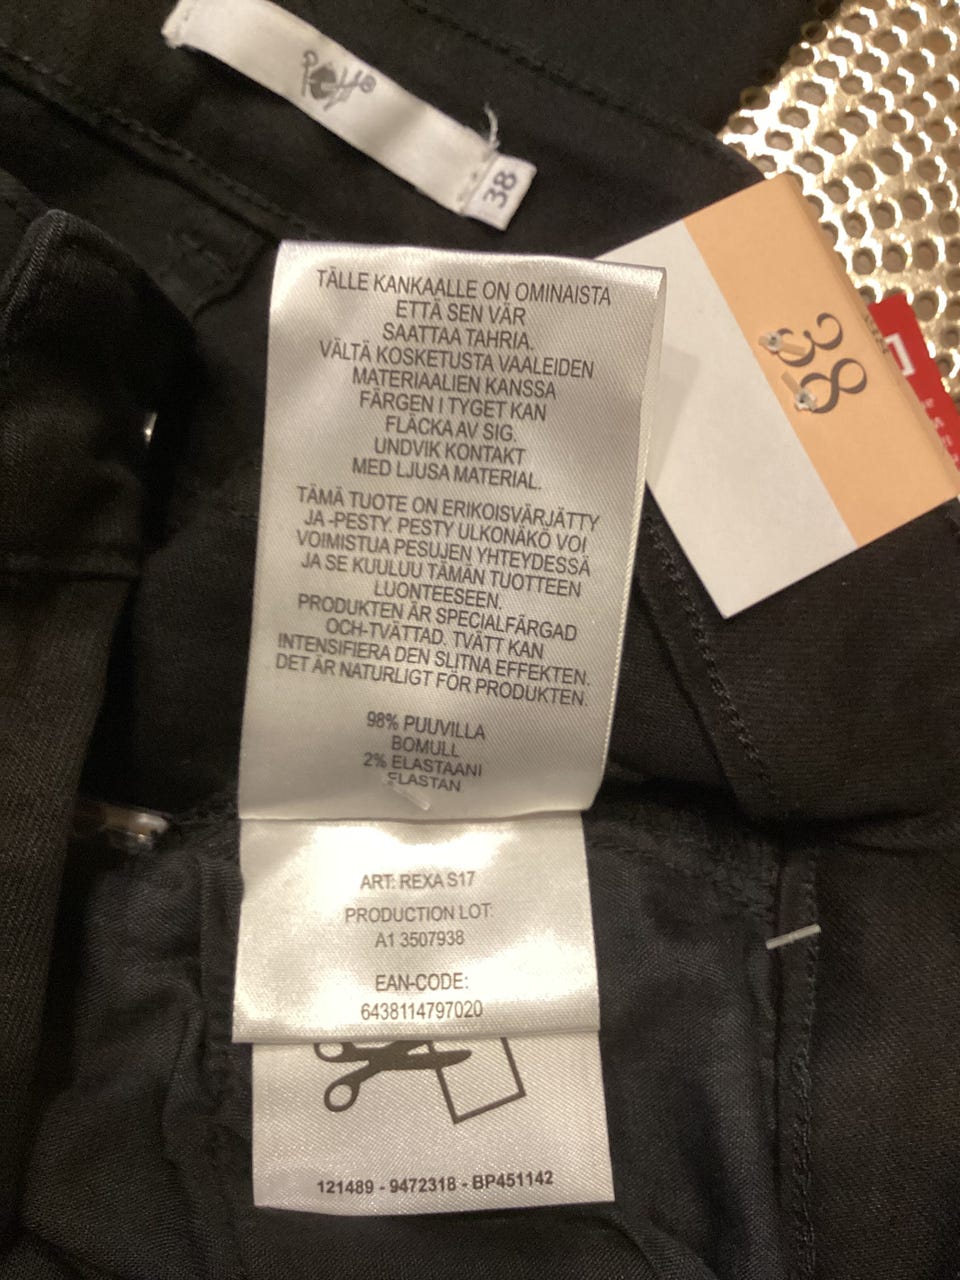 38
38
TÄLLE KANKAALLE ON OMINAISTA
ETTÄ SEN VÄR
SAATTAA TAHRIA.
VÄLTÄ KOSKETUSTA VAALEIDEN
MATERIAALIEN KANSSA
FÄRGEN I TYGET KAN
FLÄCKA AV SIG.
UNDVIK KONTAKT
MED LJUSA MATERIAL.
TÄMÄ TUOTE ON ERIKOISVÄRJÄTTY
JA -PESTY. PESTY ULKONÄKÖ VOI
VOIMISTUA PESUJEN YHTEYDESSÄ
JA SE KUULUU TÄMÄN TUOTTEEN
LUONTEESEEN.
PRODUKTEN ÄR SPECIALFÄRGAD
OCH-TVÄTTAD. TVÄTT KAN
INTENSIFIERA DEN SLITNA EFFEKTEN.
DET ÄR NATURLIGT FÖR PRODUKTEN.
98% PUUVILLA
BOMULL
2% ELASTAANI
ELASTAN
ART: REXA S17
PRODUCTION LOT:
A1 3507938
EAN-CODE:
6438114797020
121489 - 9472318 - BP451142